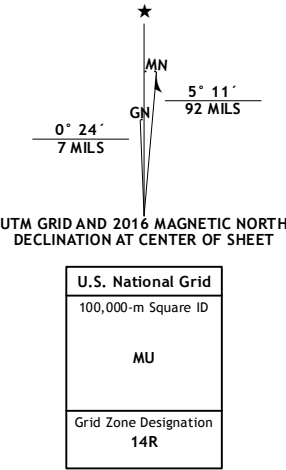 ★
MN
GN
5° 11´
92 MILS
0° 24´
7 MILS
UTM GRID AND 2016 MAGNETIC NORTH
DECLINATION AT CENTER OF SHEET
U.S. National Grid
100,000-m Square ID
MU
Grid Zone Designation
14R